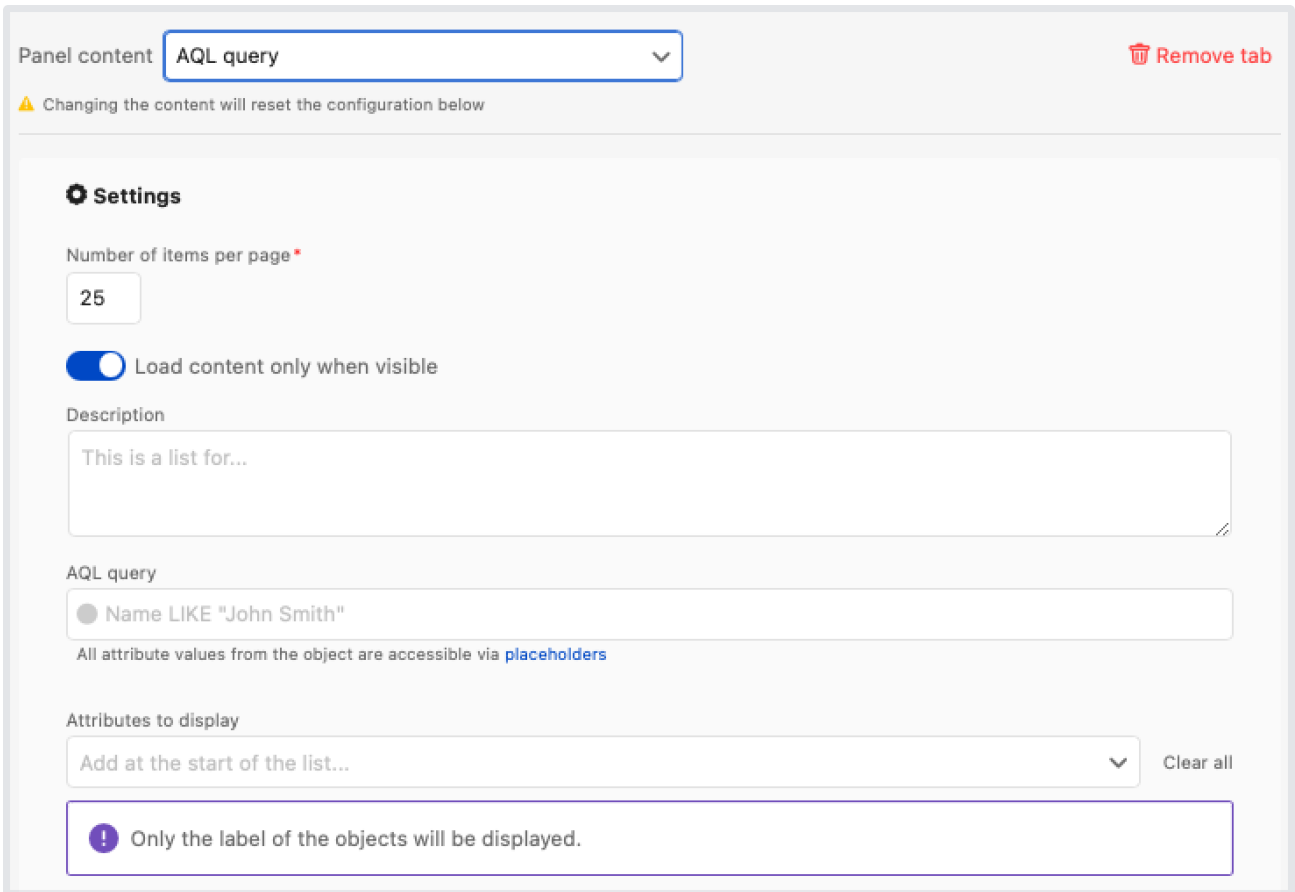 Panel content AQL query Remove tab
Changing the content will reset the configuration below
Settings
Number of items per page*
25
Load content only when visible
Description
This is a list for...
AQL query
Name LIKE "John Smith"
All attribute values from the object are accessible via placeholders
Attributes to display
Add at the start of the list... Clear all
Only the label of the objects will be displayed.